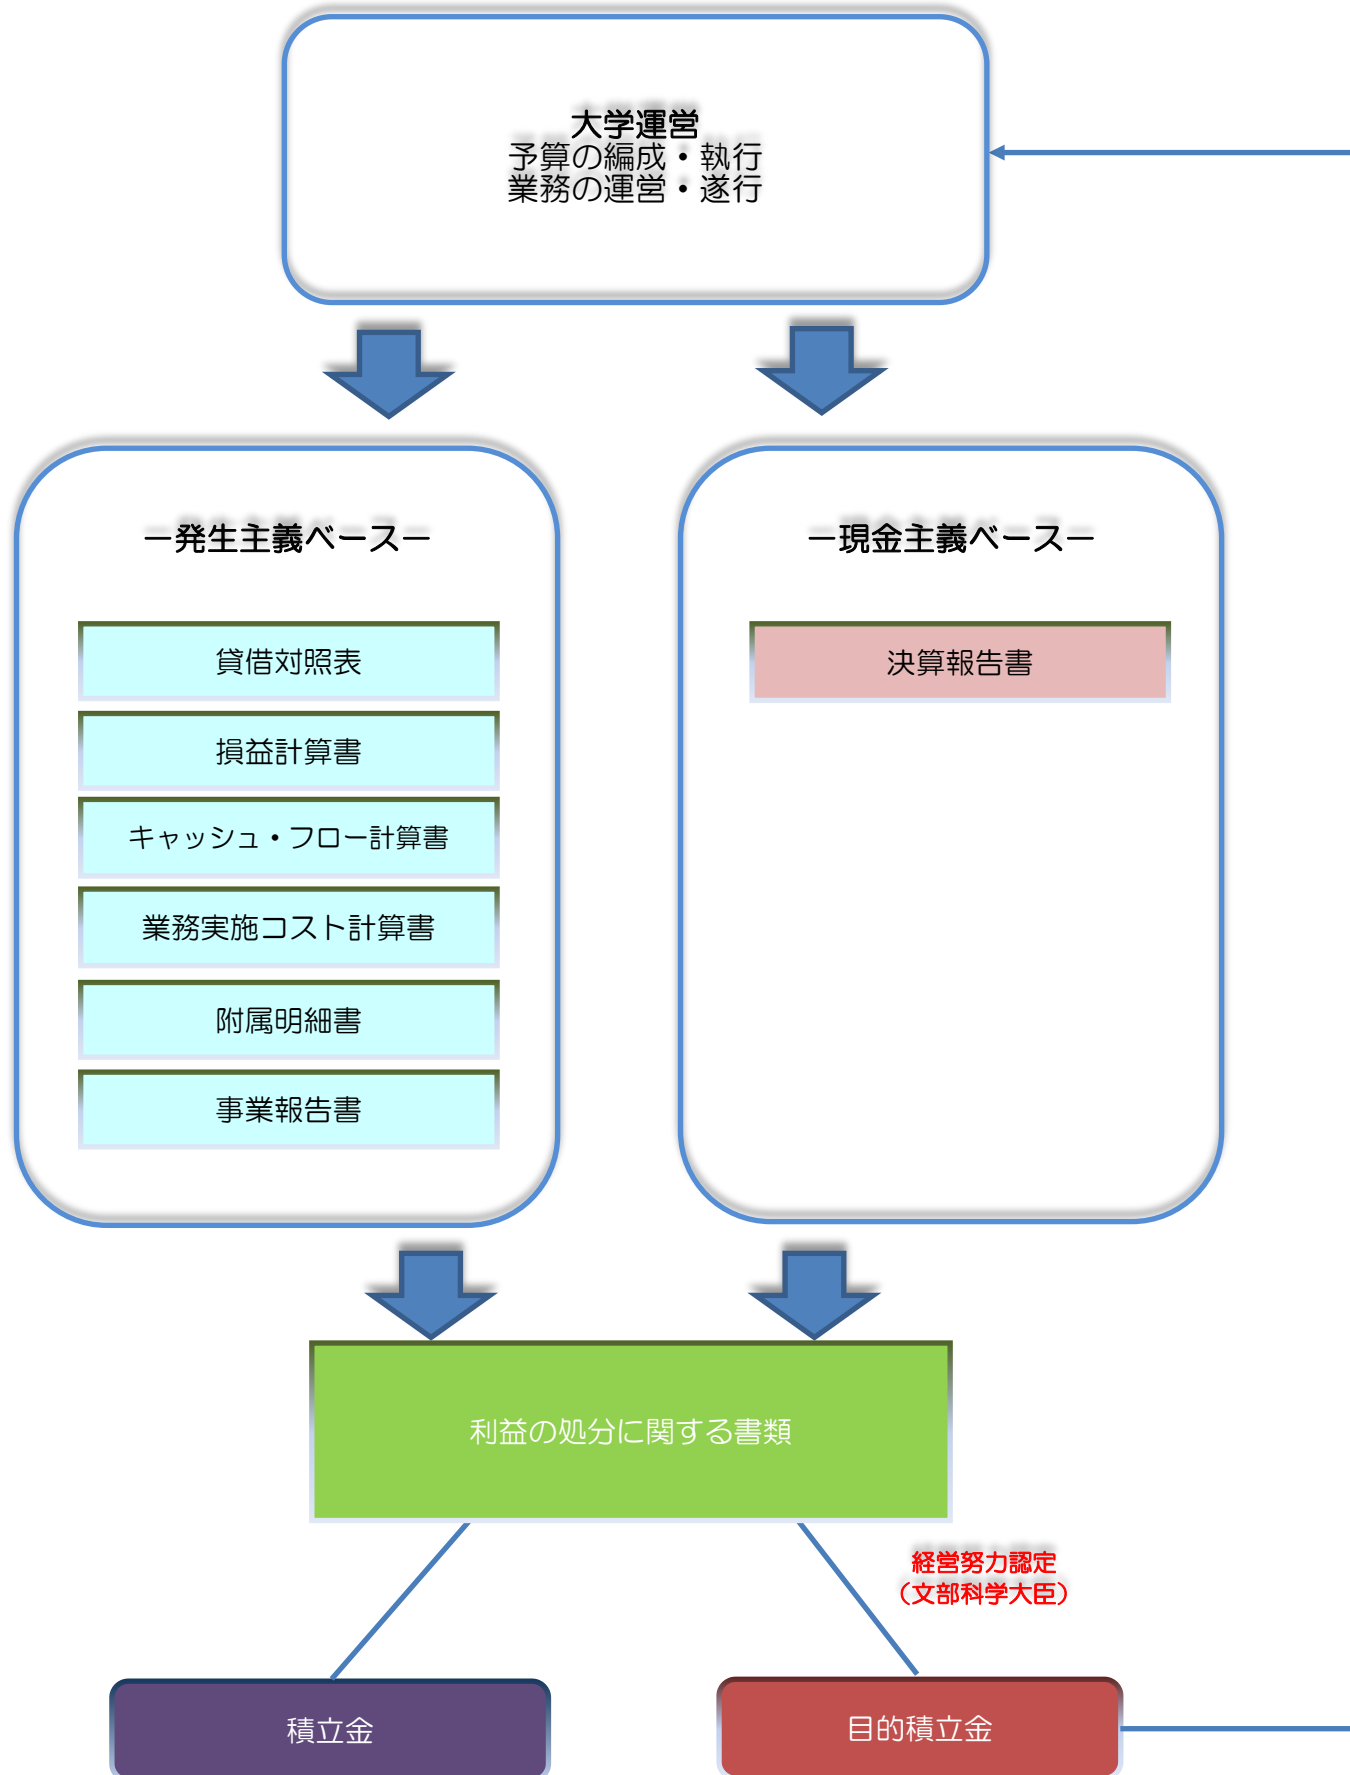 大学運営
予算の編成・執行
業務の運営・遂行
－発生主義ベース－
貸借対照表
損益計算書
キャッシュ・フロー計算書
業務実施コスト計算書
附属明細書
事業報告書
－現金主義ベース－
決算報告書
利益の処分に関する書類
経営努力認定
（文部科学大臣）
積立金
目的積立金